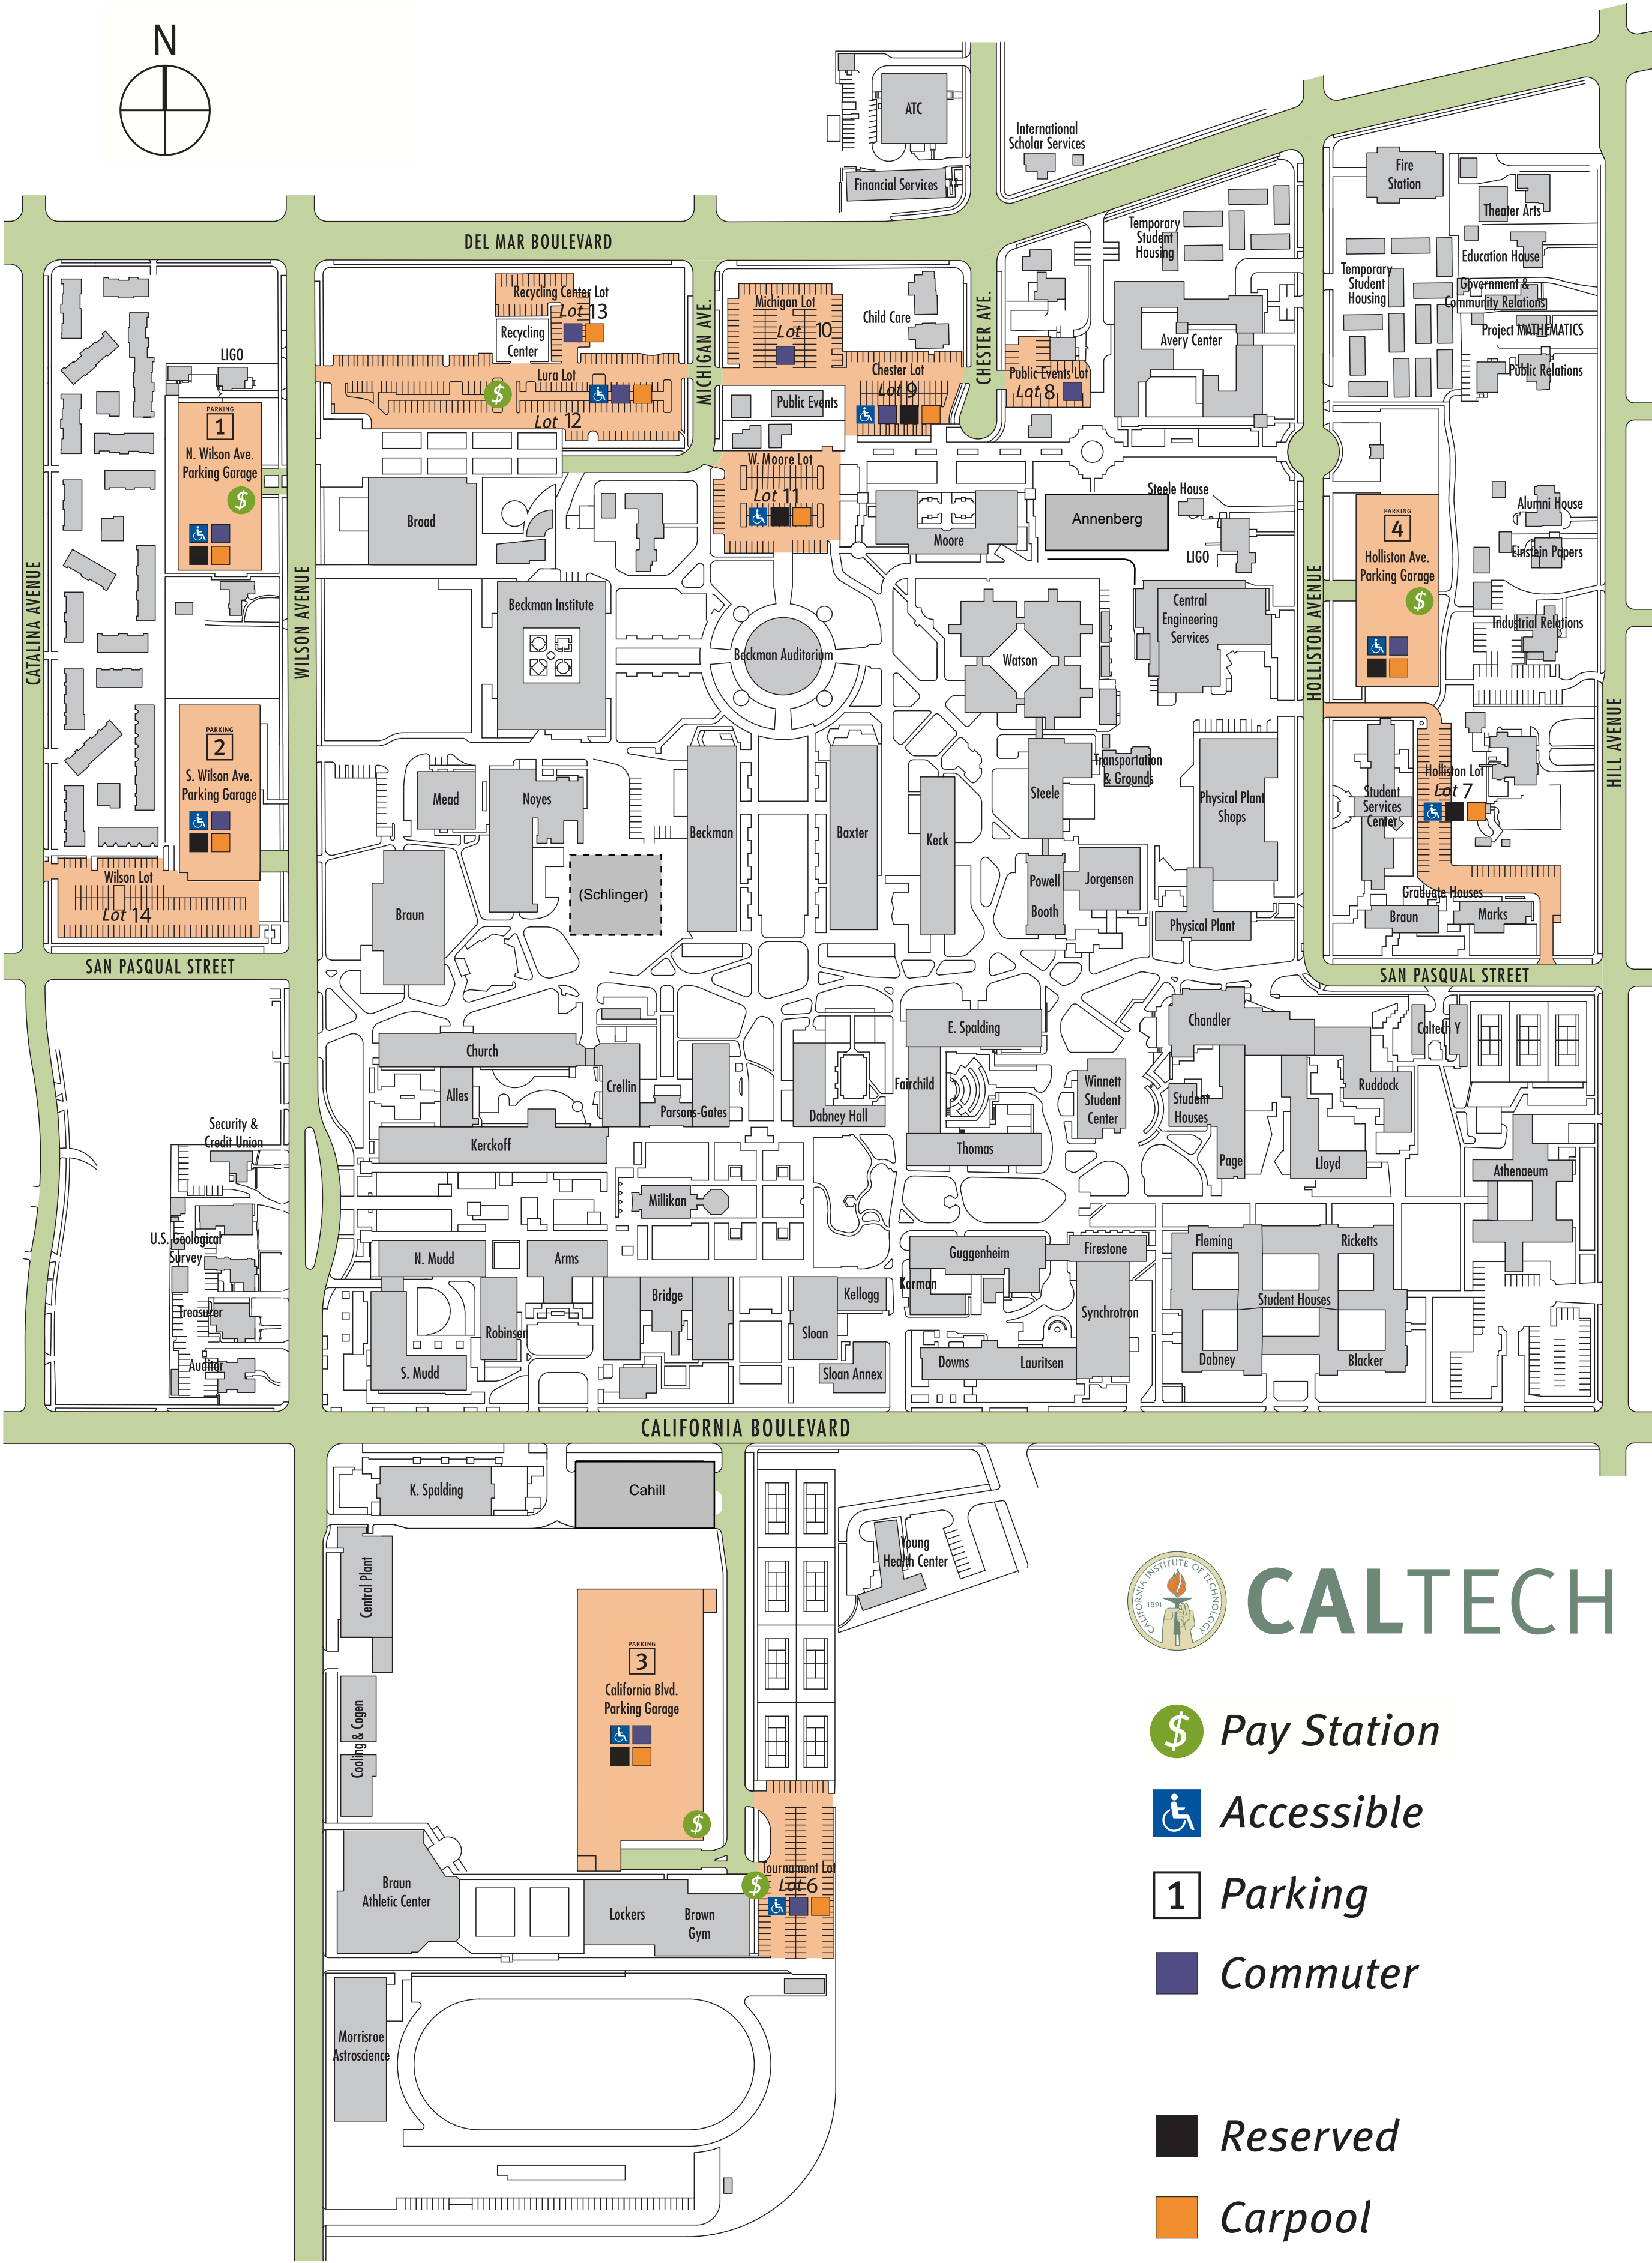 N
ATC
International
Scholar Services
Financial Services
Fire
Station
Theater Arts
Temporary
Student
Housing
DEL MAR BOULEVARD
Education House
Temporary
Student
Housing
Government &
Community Relations
Recycling Center Lot
Lot 13
Recycling
Center
MICHIGAN AVE.
Michigan Lot
Lot 10
Child Care
CHESTER AVE.
Avery Center
Project MATHEMATICS
LIGO
Lura Lot
Lot 12
$
Chester Lot
Lot 9
Public Events Lot
Lot 8
Public Relations
Public Events
PARKING
1
N. Wilson Ave.
Parking Garage
$
W. Moore Lot
Lot 11
Broad
Moore
Annenberg
Steele House
LIGO
PARKING
4
Holliston Ave.
Parking Garage
$
Alumni House
Einstein Papers
Industrial Relations
CATALINA AVENUE
WILSON AVENUE
Beckman Institute
Beckman Auditorium
Watson
Central
Engineering
Services
HOLLISTON AVENUE
HILL AVENUE
PARKING
2
S. Wilson Ave.
Parking Garage
Mead
Noyes
Beckman
Baxter
Keck
Steele
Transportation
& Grounds
Physical Plant
Shops
Student
Services
Center
Holliston Lot
Lot 7
Wilson Lot
Lot 14
Braun
(Schlinger)
Powell
Booth
Jorgensen
Physical Plant
Graduate Houses
Braun
Marks
SAN PASQUAL STREET
SAN PASQUAL STREET
Church
Alles
Crellin
Parsons-Gates
Kerckoff
Dabney Hall
E. Spalding
Fairchild
Thomas
Winnett
Student
Center
Chandler
Student
Houses
Page
Lloyd
Ruddock
Caltech Y
Athenaeum
Security &
Credit Union
Millikan
U.S. Geological
Survey
Treasurer
Auditor
N. Mudd
Arms
Robinson
S. Mudd
Bridge
Sloan
Kellogg
Sloan Annex
Guggenheim
Karman
Firestone
Synchrotron
Downs
Lauritsen
Fleming
Ricketts
Student Houses
Dabney
Blacker
CALIFORNIA BOULEVARD
K. Spalding
Cahill
Central Plant
Young
Health Center
CALIFORNIA INSTITUTE OF TECHNOLOGY
1891
CALTECH
PARKING
3
California Blvd.
Parking Garage
$
Cooling & Cogen
$
Tournament Lot
Lot 6
Braun
Athletic Center
Lockers
Brown
Gym
Morrisroe
Astroscience
$ Pay Station
Accessible
1 Parking
Commuter
Reserved
Carpool